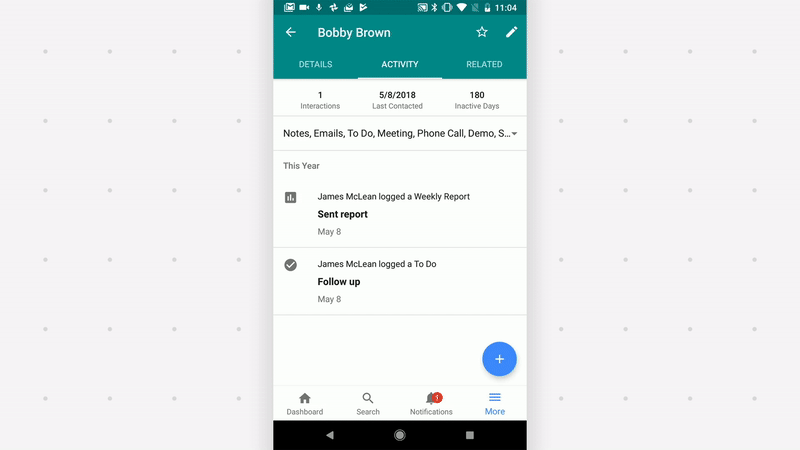 11:04
Bobby Brown
DETAILS ACTIVITY RELATED
1 5/8/2018 180
Interactions Last Contacted Inactive Days
Notes, Emails, To Do, Meeting, Phone Call, Demo, S...
This Year
James McLean logged a Weekly Report
Sent report
May 8
James McLean logged a To Do
Follow up
May 8
1
Dashboard Search Notifications More